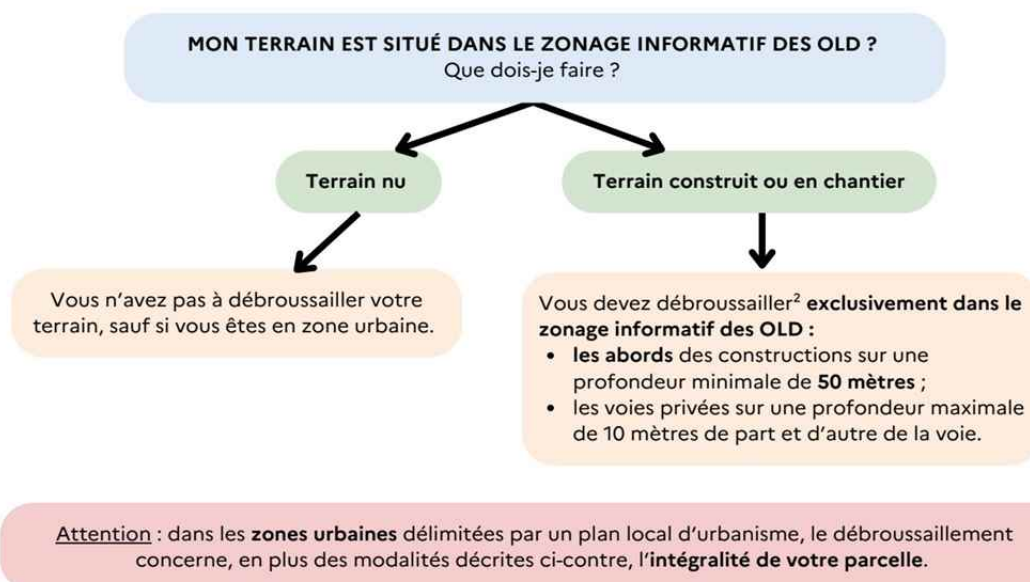 MON TERRAIN EST SITUÉ DANS LE ZONAGE INFORMATIF DES OLD ?
Que dois-je faire ?
Terrain nu
Terrain construit ou en chantier
Vous n’avez pas à débroussailler votre
terrain, sauf si vous êtes en zone urbaine.
Vous devez débroussailler² exclusivement dans le
zonage informatif des OLD :
• les abords des constructions sur une
profondeur minimale de 50 mètres ;
• les voies privées sur une profondeur maximale
de 10 mètres de part et d’autre de la voie.
Attention : dans les zones urbaines délimitées par un plan local d’urbanisme, le débroussaillement
concerne, en plus des modalités décrites ci-contre, l’intégralité de votre parcelle.